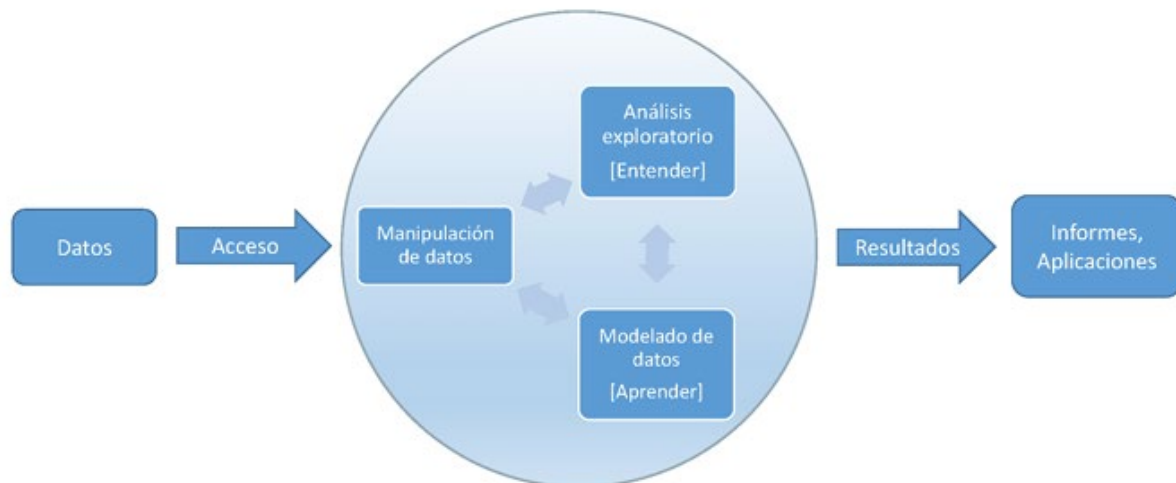 Datos
Acceso
Manipulación
de datos
Análisis
exploratorio
[Entender]
Modelado de
datos
[Aprender]
Resultados
Informes,
Aplicaciones